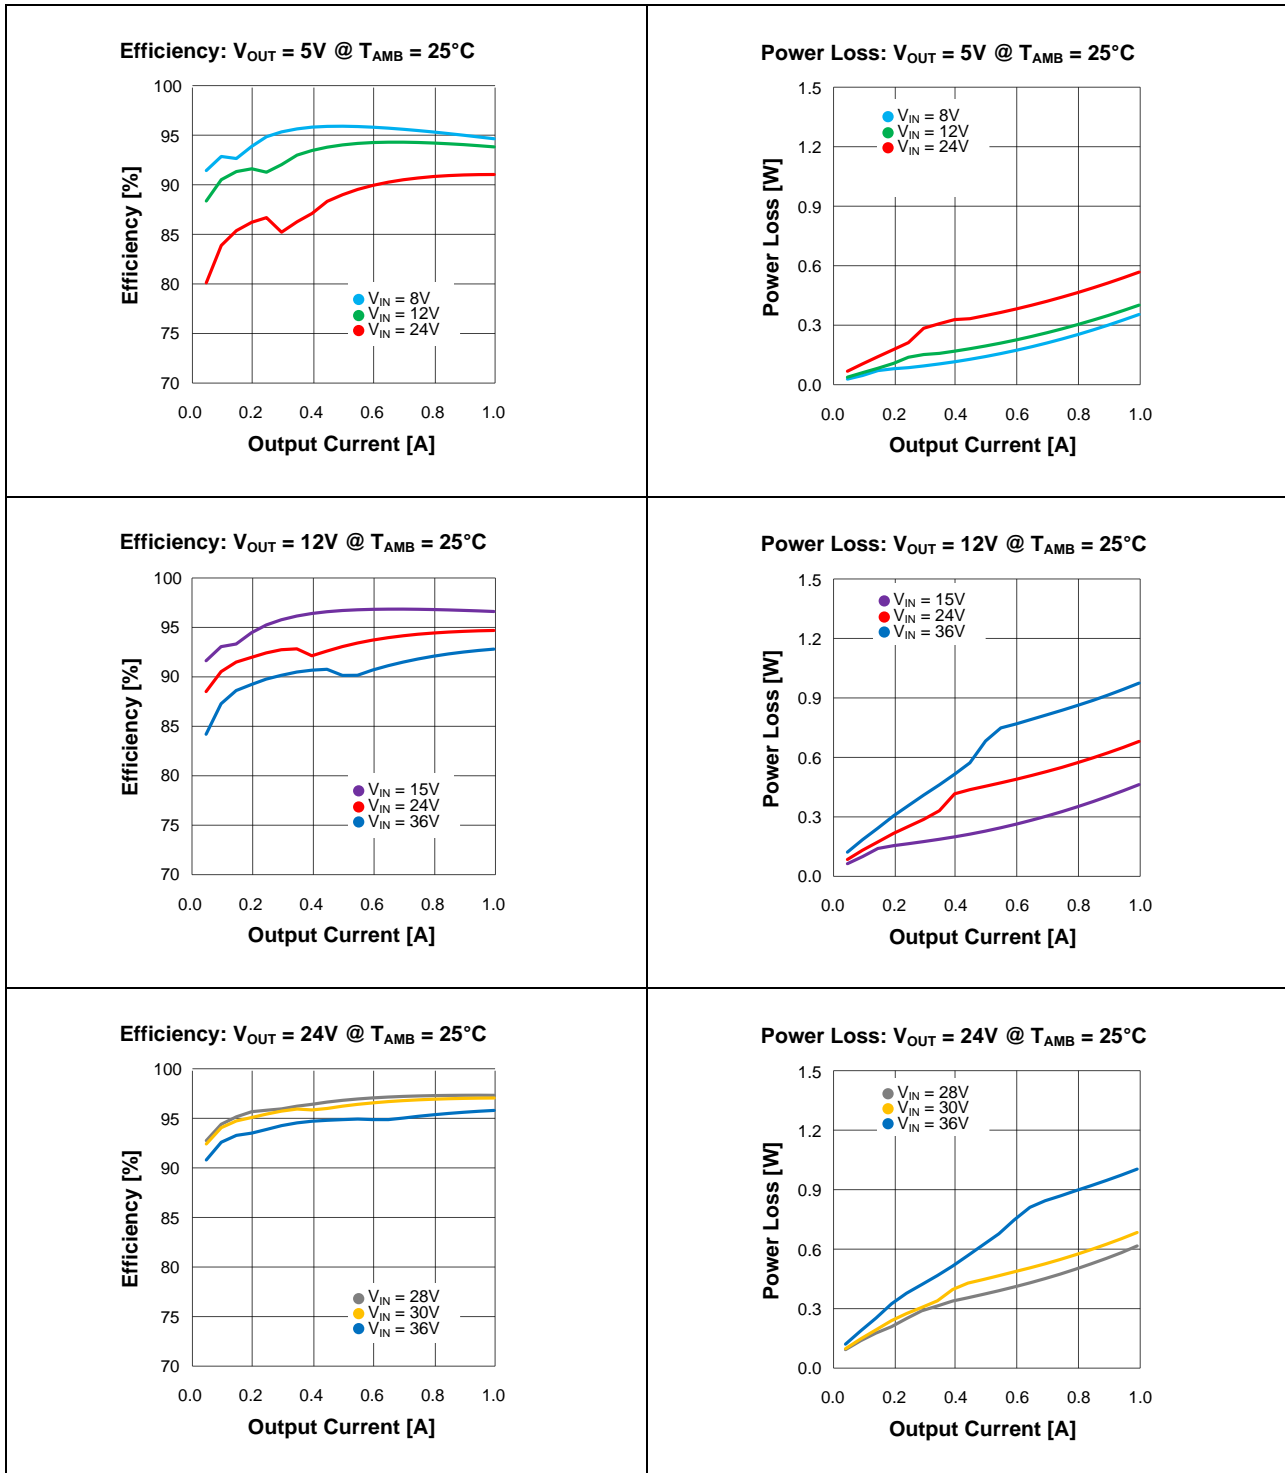 Efficiency: VOUT = 5V @ TAMB = 25°C
100
95
90
85
80
75
70
Efficiency [%]
VIN = 8V
VIN = 12V
VIN = 24V
0.0 0.2 0.4 0.6 0.8 1.0
Output Current [A]
Power Loss: VOUT = 5V @ TAMB = 25°C
1.5
1.2
0.9
0.6
0.3
0.0
Power Loss [W]
VIN = 8V
VIN = 12V
VIN = 24V
0.0 0.2 0.4 0.6 0.8 1.0
Output Current [A]
Efficiency: VOUT = 12V @ TAMB = 25°C
100
95
90
85
80
75
70
Efficiency [%]
VIN = 15V
VIN = 24V
VIN = 36V
0.0 0.2 0.4 0.6 0.8 1.0
Output Current [A]
Power Loss: VOUT = 12V @ TAMB = 25°C
1.5
1.2
0.9
0.6
0.3
0.0
Power Loss [W]
VIN = 15V
VIN = 24V
VIN = 36V
0.0 0.2 0.4 0.6 0.8 1.0
Output Current [A]
Efficiency: VOUT = 24V @ TAMB = 25°C
100
95
90
85
80
75
70
Efficiency [%]
VIN = 28V
VIN = 30V
VIN = 36V
0.0 0.2 0.4 0.6 0.8 1.0
Output Current [A]
Power Loss: VOUT = 24V @ TAMB = 25°C
1.5
1.2
0.9
0.6
0.3
0.0
Power Loss [W]
VIN = 28V
VIN = 30V
VIN = 36V
0.0 0.2 0.4 0.6 0.8 1.0
Output Current [A]